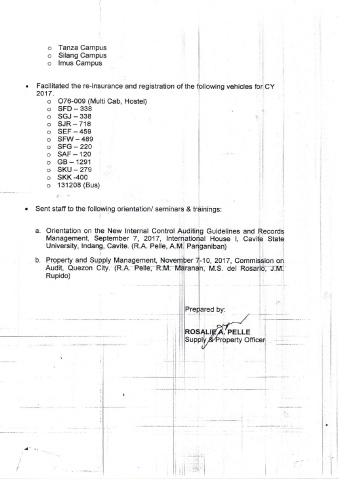 o Tanza Campus
o Silang Campus
o Imus Campus
• Facilitated the re-insurance and registration of the following vehicles for CY
2017.
o O76-009 (Multi Cab, Hostel)
o SFD – 338
o SGJ – 338
o SJR – 718
o SEF – 459
o SFW – 489
o SFG – 220
o SAF – 120
o GB – 1291
o SKU – 279
o SKK -400
o 131208 (Bus)
• Sent staff to the following orientation/ seminars & trainings:
a. Orientation on the New Internal Control Auditing Guidelines and Records
Management, September 7, 2017, International House I, Cavite State
University, Indang, Cavite. (R.A. Pelle, A.M. Panganiban)
b. Property and Supply Management, November 7-10, 2017, Commission on
Audit, Quezon City. (R.A. Pelle, R.M. Maranan, M.S. del Rosario, J.M.
Rupido)
Prepared by:
ROSALIE A. PELLE
Supply & Property Officer